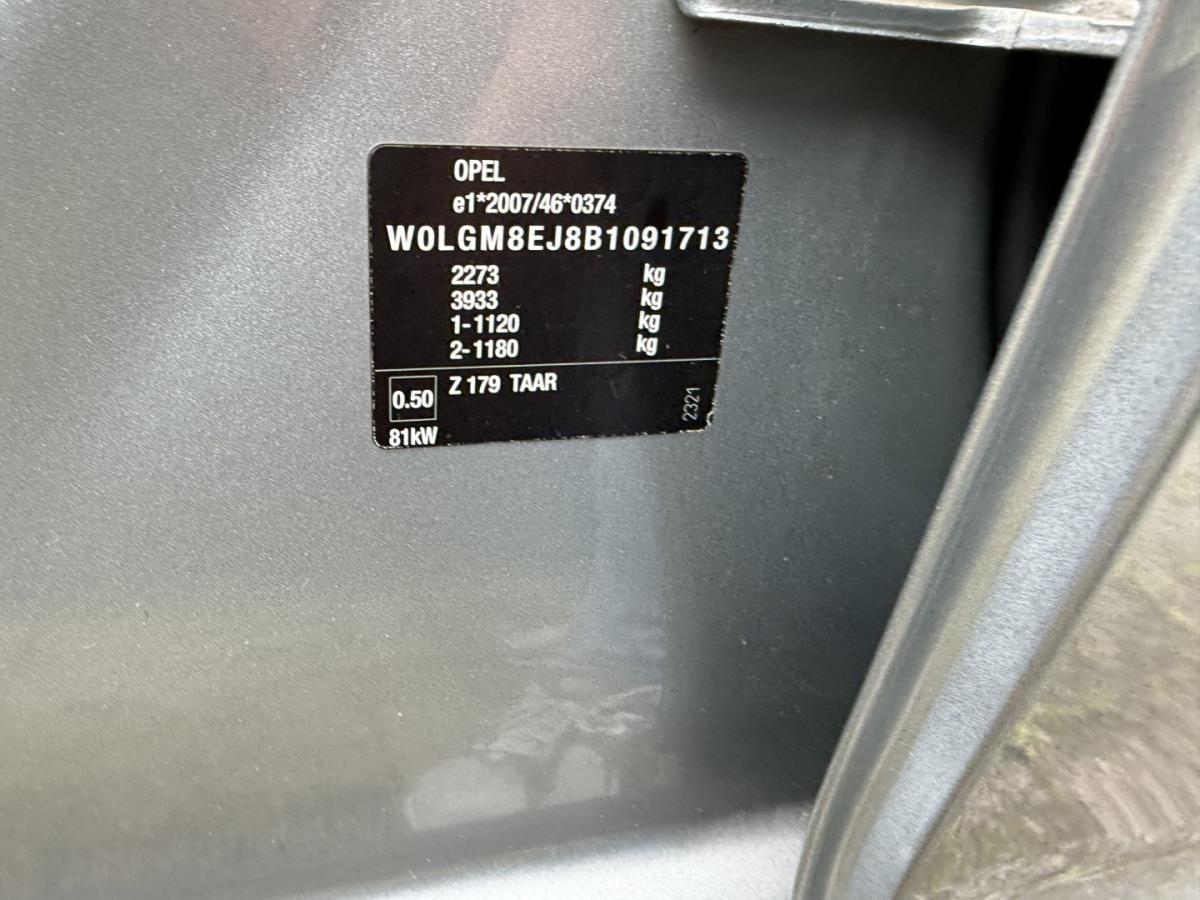 OPEL
e1*2007/46*0374
W0LGM8EJ8B1091713
2273 kg
3933 kg
1-1120 kg
2-1180 kg
0.50 Z 179 TAAR
81kW
2321